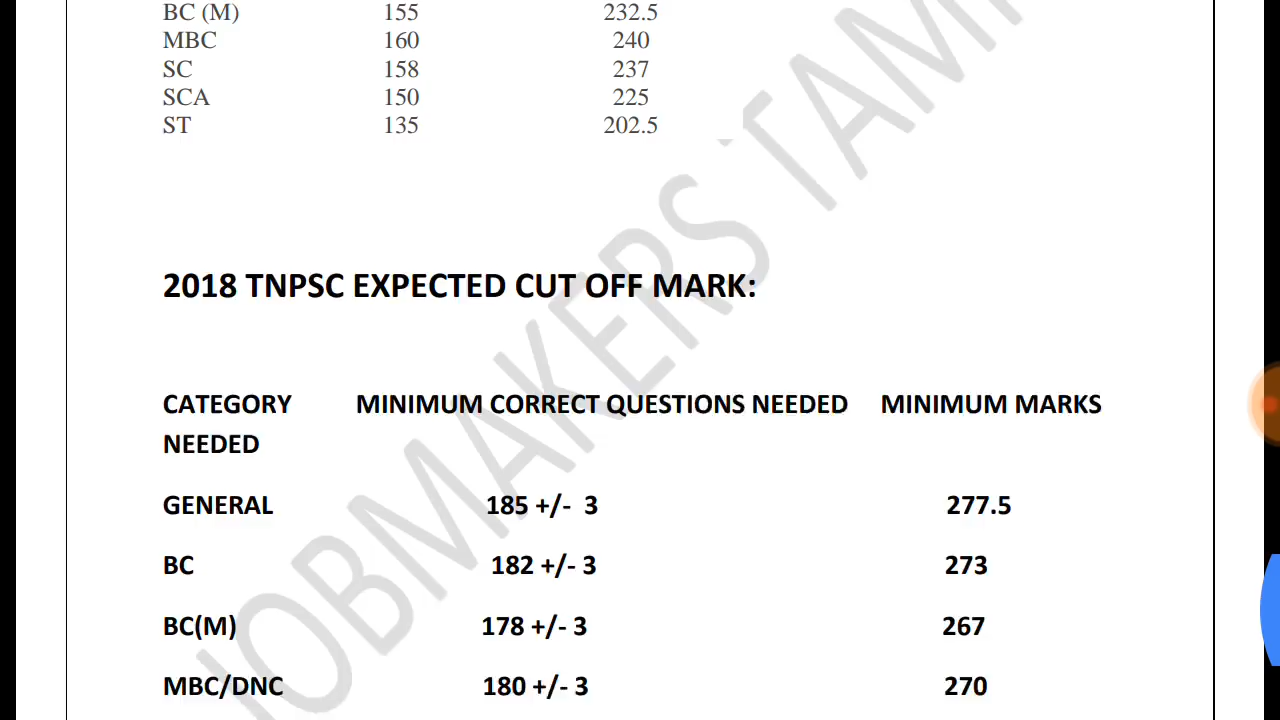 BC (M) 155 232.5
MBC 160 240
SC 158 237
SCA 150 225
ST 135 202.5
2018 TNPSC EXPECTED CUT OFF MARK:
CATEGORY MINIMUM CORRECT QUESTIONS NEEDED MINIMUM MARKS
NEEDED
GENERAL 185 +/- 3 277.5
BC 182 +/- 3 273
BC(M) 178 +/- 3 267
MBC/DNC 180 +/- 3 270
JOBMAKERS TAMI